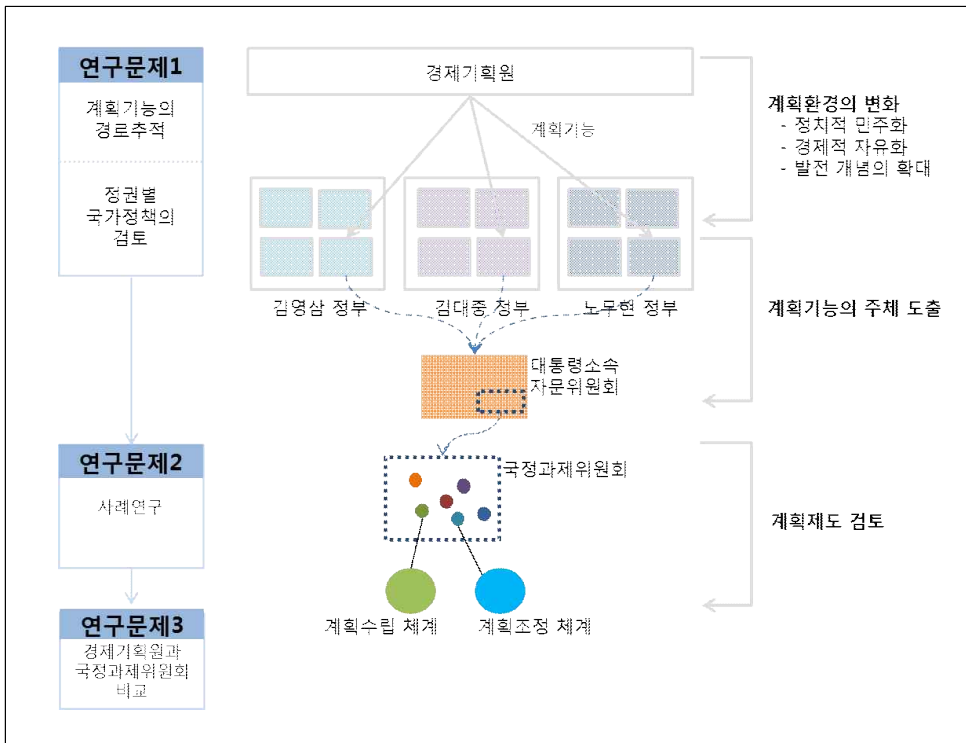 연구문제1
계획기능의
경로추적
정권별
국가정책의
검토
경제기획원
계획기능
김영삼 정부
김대중 정부
노무현 정부
대통령소속
자문위원회
계획환경의 변화
- 정치적 민주화
- 경제적 자유화
- 발전 개념의 확대
계획기능의 주체 도출
연구문제2
사례연구
국정과제위원회
계획수립 체계
계획조정 체계
계획제도 검토
연구문제3
경제기획원과
국정과제위원회
비교